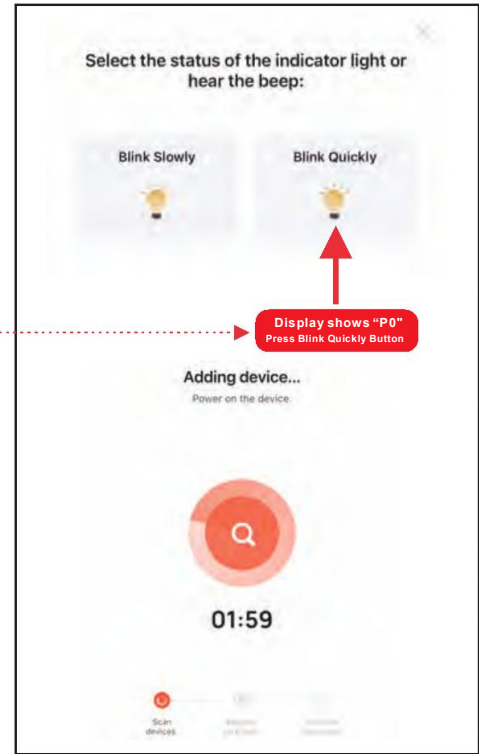 Select the status of the indicator light or
hear the beep:
Blink Slowly
Blink Quickly
Display shows “P0"
Press Blink Quickly Button
Adding device...
Power on the device.
01:59
Scan
devices.